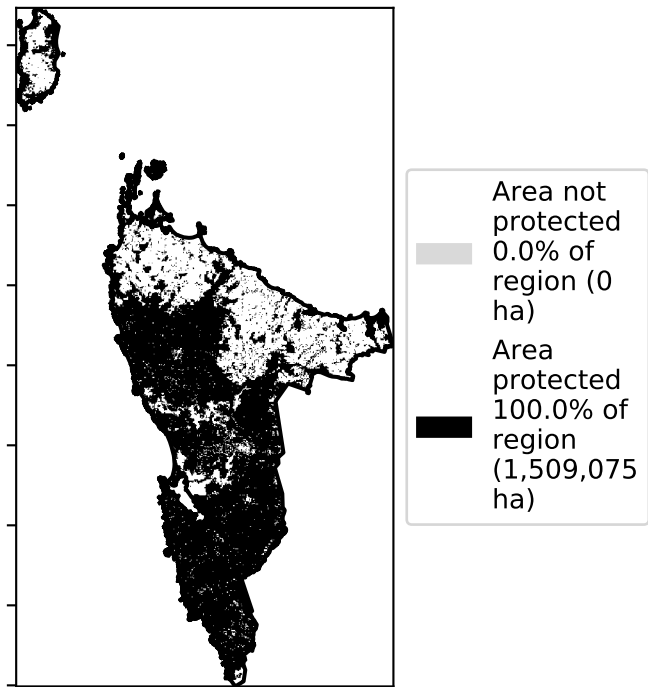 Area not
protected
0.0% of
region (0
ha)
Area
protected
100.0% of
region
(1,509,075
ha)